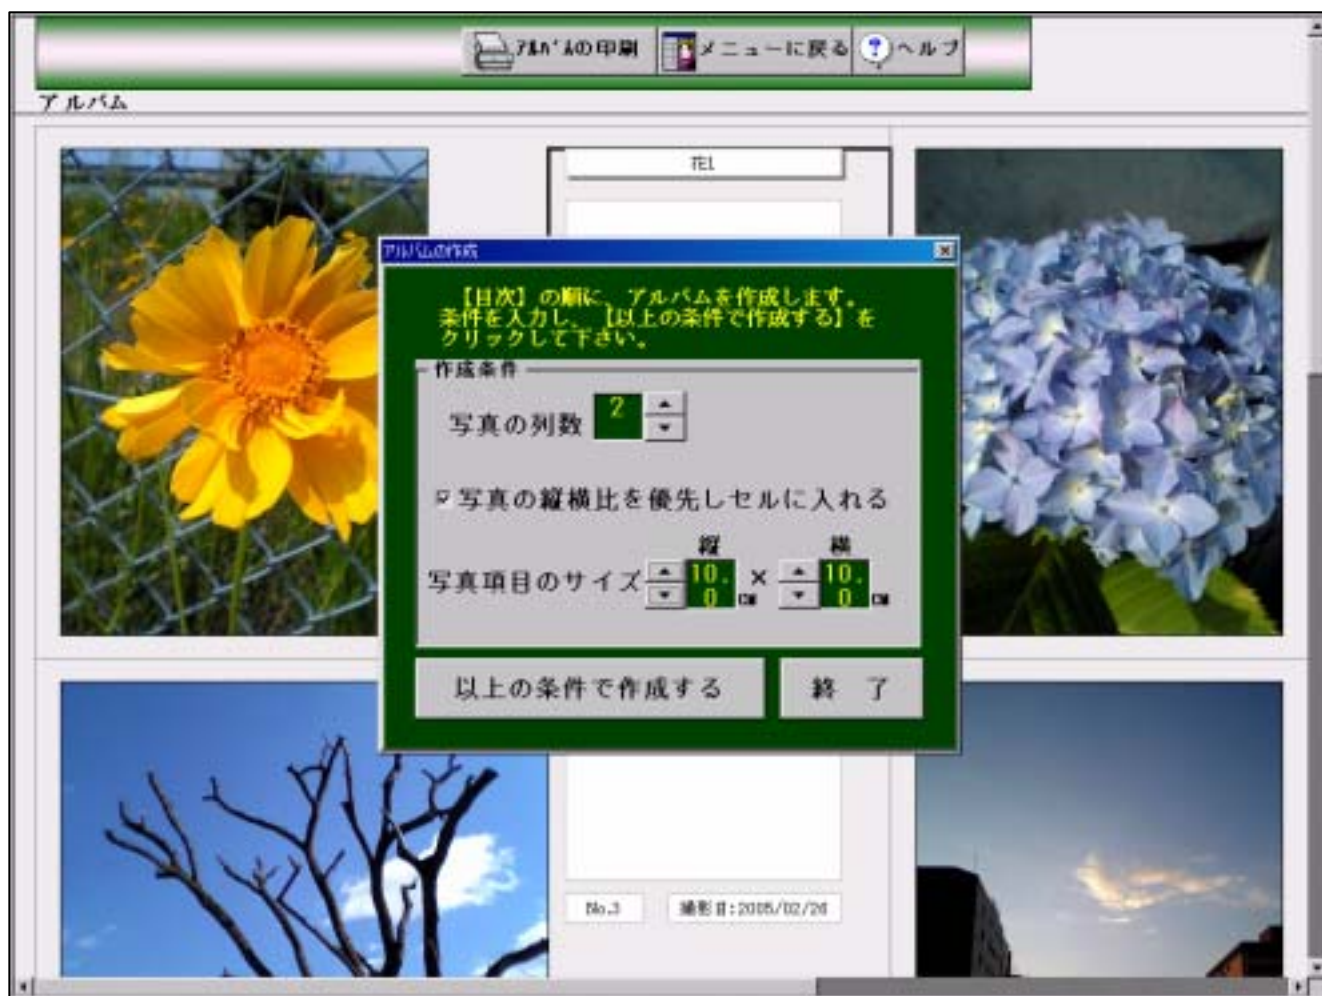 ｱﾙﾊﾞﾑの印刷
メニューに戻る
ヘルプ
アルバム
アルバムの作成
【目次】の順に、アルバムを作成します。
条件を入力し、【以上の条件で作成する】を
クリックして下さい。
作成条件
写真の列数 2
写真の縦横比を優先しセルに入れる
縦 横
写真項目のサイズ 10.0 cm × 10.0 cm
以上の条件で作成する
終 了
No.3
撮影日:2005/02/26